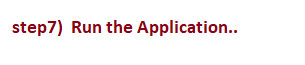 step7) Run the Application..